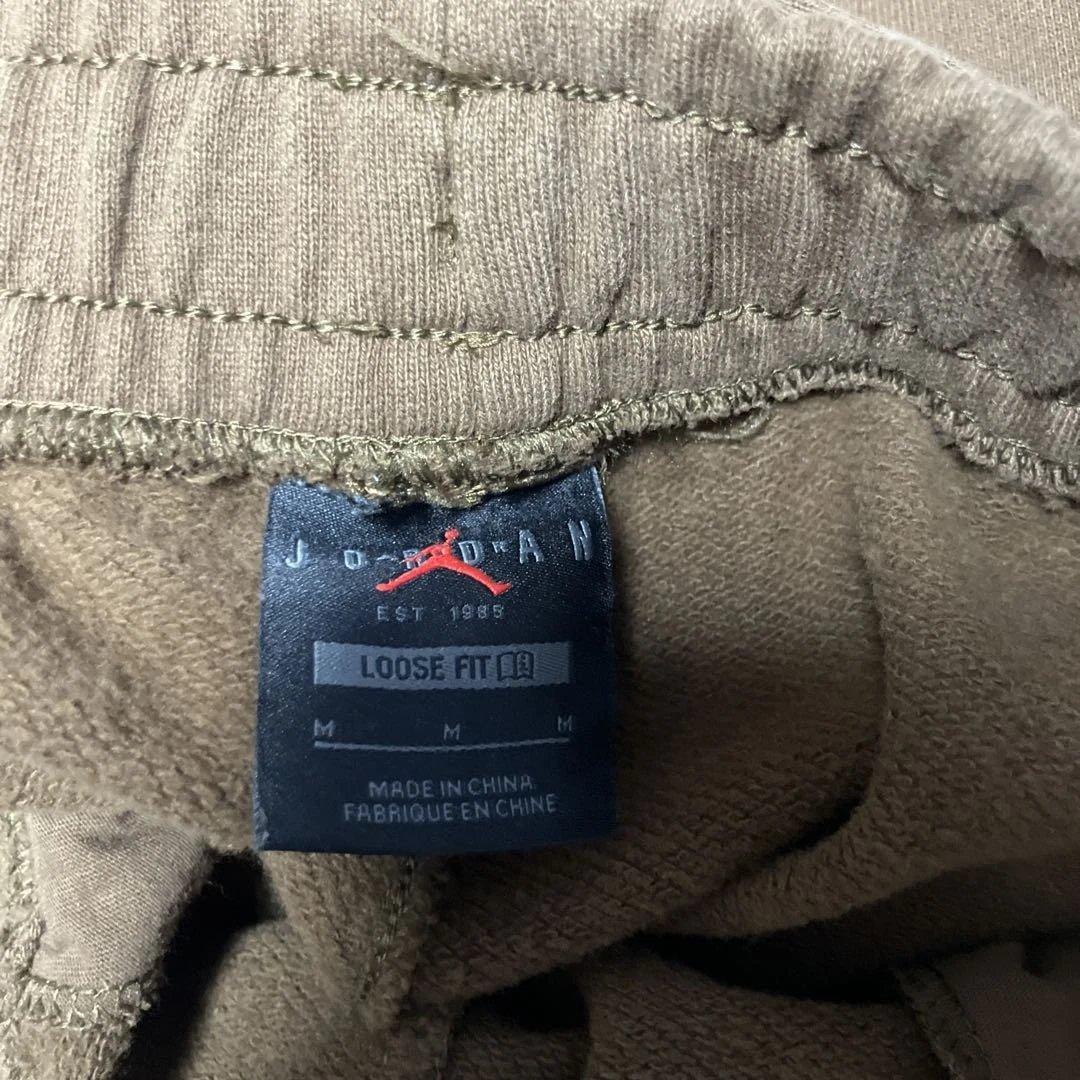 JORDAN
EST 1985
LOOSE FIT
M M M
MADE IN CHINA
FABRIQUE EN CHINE